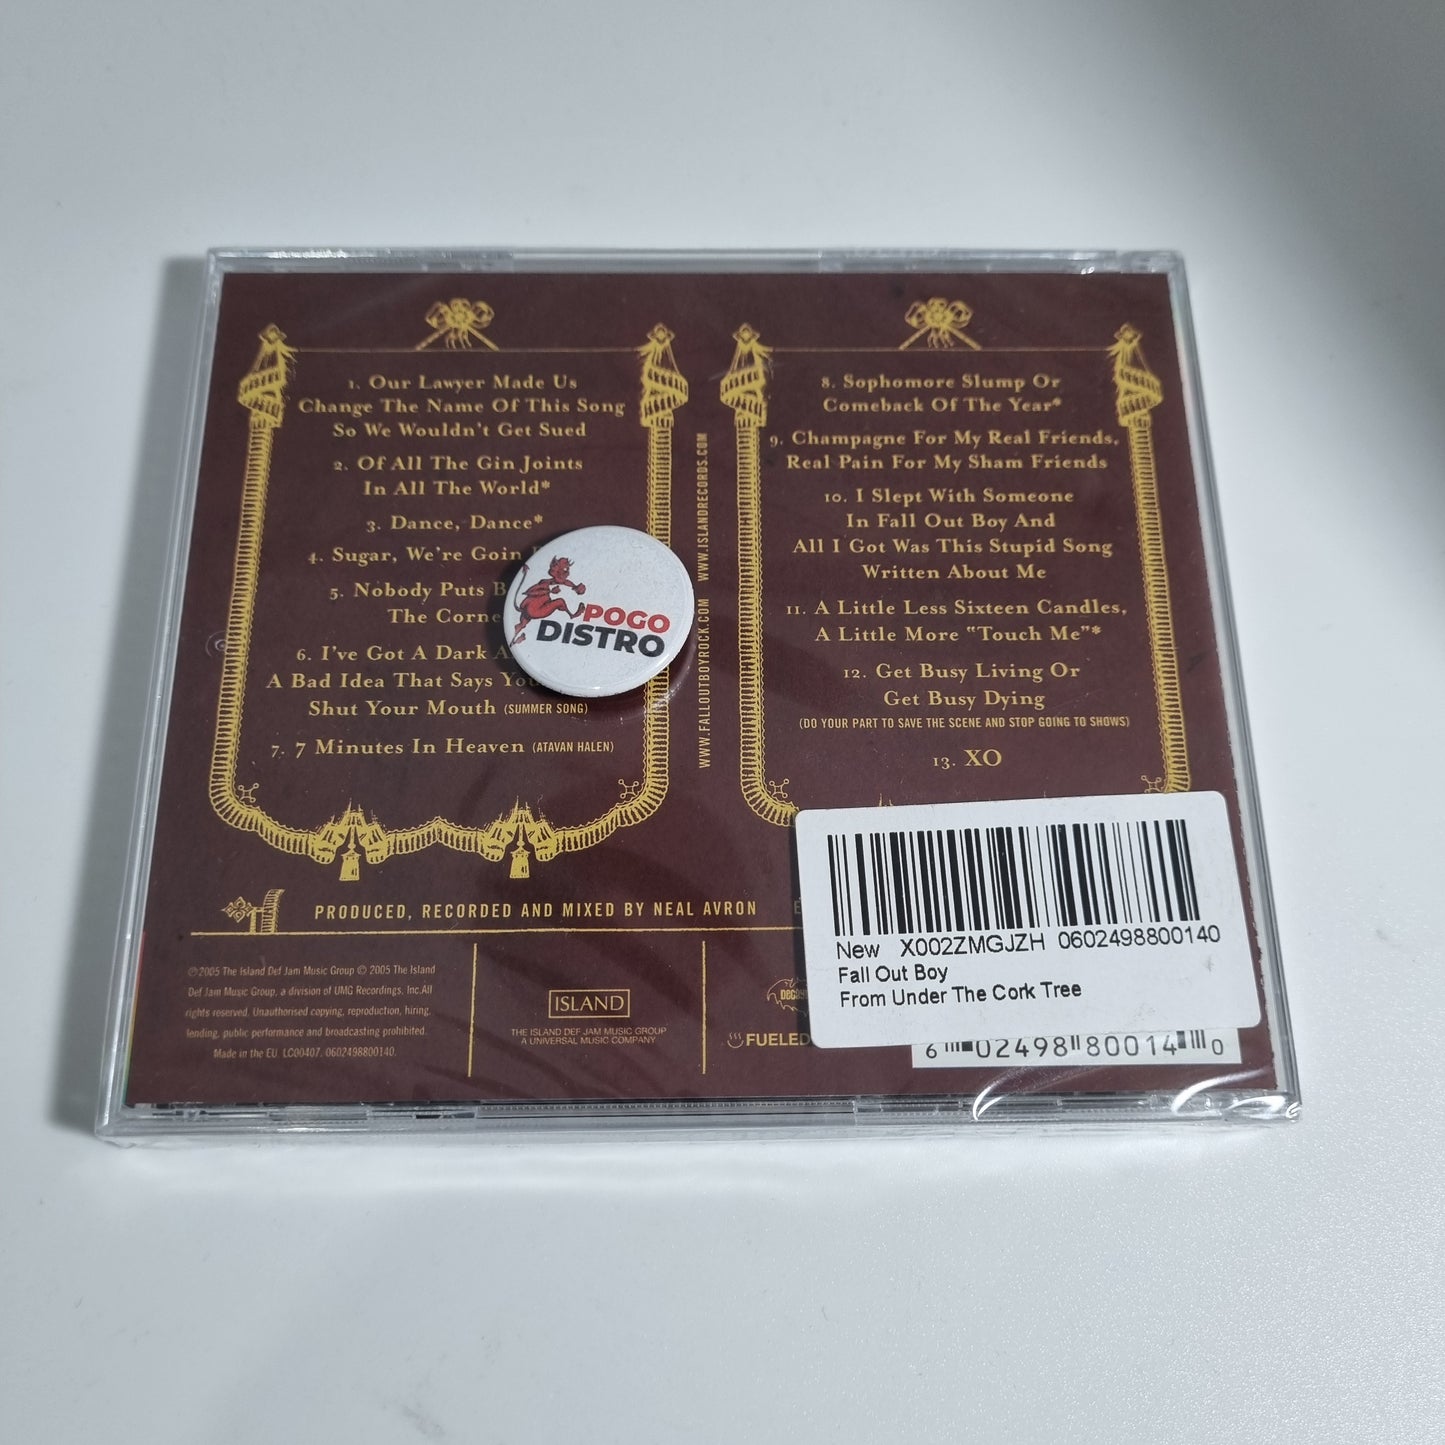 1. Our Lawyer Made Us
Change The Name Of This Song
So We Wouldn't Get Sued
2. Of All The Gin Joints
In All The World*
3. Dance, Dance*
4. Sugar, We're Goin
5. Nobody Puts
The
6. I've Got A Dark
A Bad Idea That Says
Shut Your Mouth (SUMMER SONG)
7. 7 Minutes In Heaven (ATAVAN HALEN)
POGO
DISTRO
WWW.FALLOUTBOYROCK.COM WWW.ISLANDRECORDS.COM
8. Sophomore Slump Or
Comeback Of The Year*
9. Champagne For My Real Friends,
Real Pain For My Sham Friends
10. I Slept With Someone
In Fall Out Boy And
All I Got Was This Stupid Song
Written About Me
11. A Little Less Sixteen Candles,
A Little More "Touch Me"*
12. Get Busy Living Or
Get Busy Dying
(DO YOUR PART TO SAVE THE SCENE AND STOP GOING TO SHOWS)
13. XO
PRODUCED, RECORDED AND MIXED BY NEAL AVRON
℗ 2005 The Island Def Jam Music Group © 2005 The Island
Def Jam Music Group, a division of UMG Recordings, Inc. All
rights reserved. Unauthorised copying, reproduction, hiring,
lending, public performance and broadcasting prohibited.
Made in the EU. LC00407. 0602498800140.
ISLAND
THE ISLAND DEF JAM MUSIC GROUP
A UNIVERSAL MUSIC COMPANY
FUELED
New X002ZMGJZH 0602498800140
Fall Out Boy
From Under The Cork Tree
6 02498 80014 0